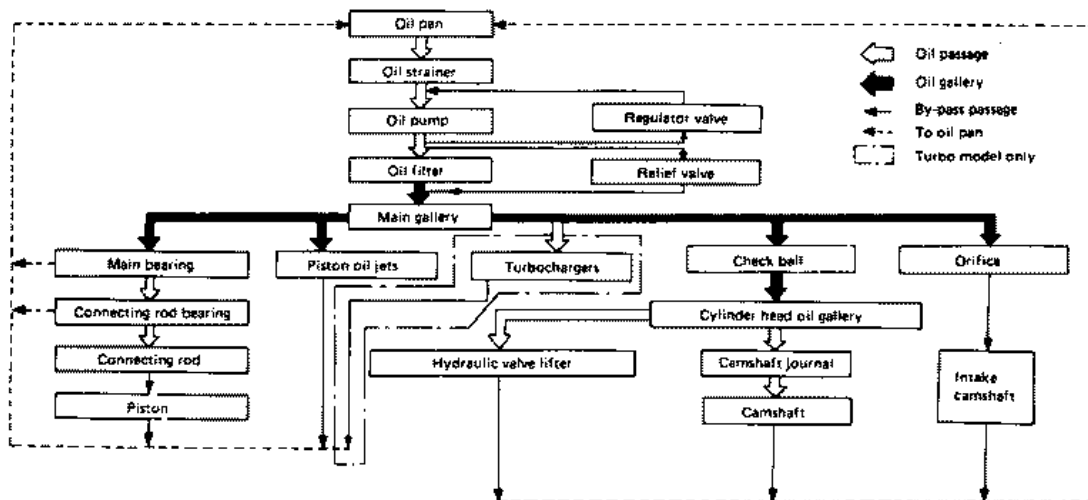 Oil pan
Oil passage
Oil strainer
Oil gallery
Oil pump
Regulator valve
By-pass passage
To oil pan
Turbo model only
Oil filter
Relief valve
Main gallery
Main bearing
Piston oil jets
Turbochargers
Check ball
Orifice
Connecting rod bearing
Cylinder head oil gallery
Connecting rod
Hydraulic valve lifter
Camshaft journal
Intake
camshaft
Piston
Camshaft